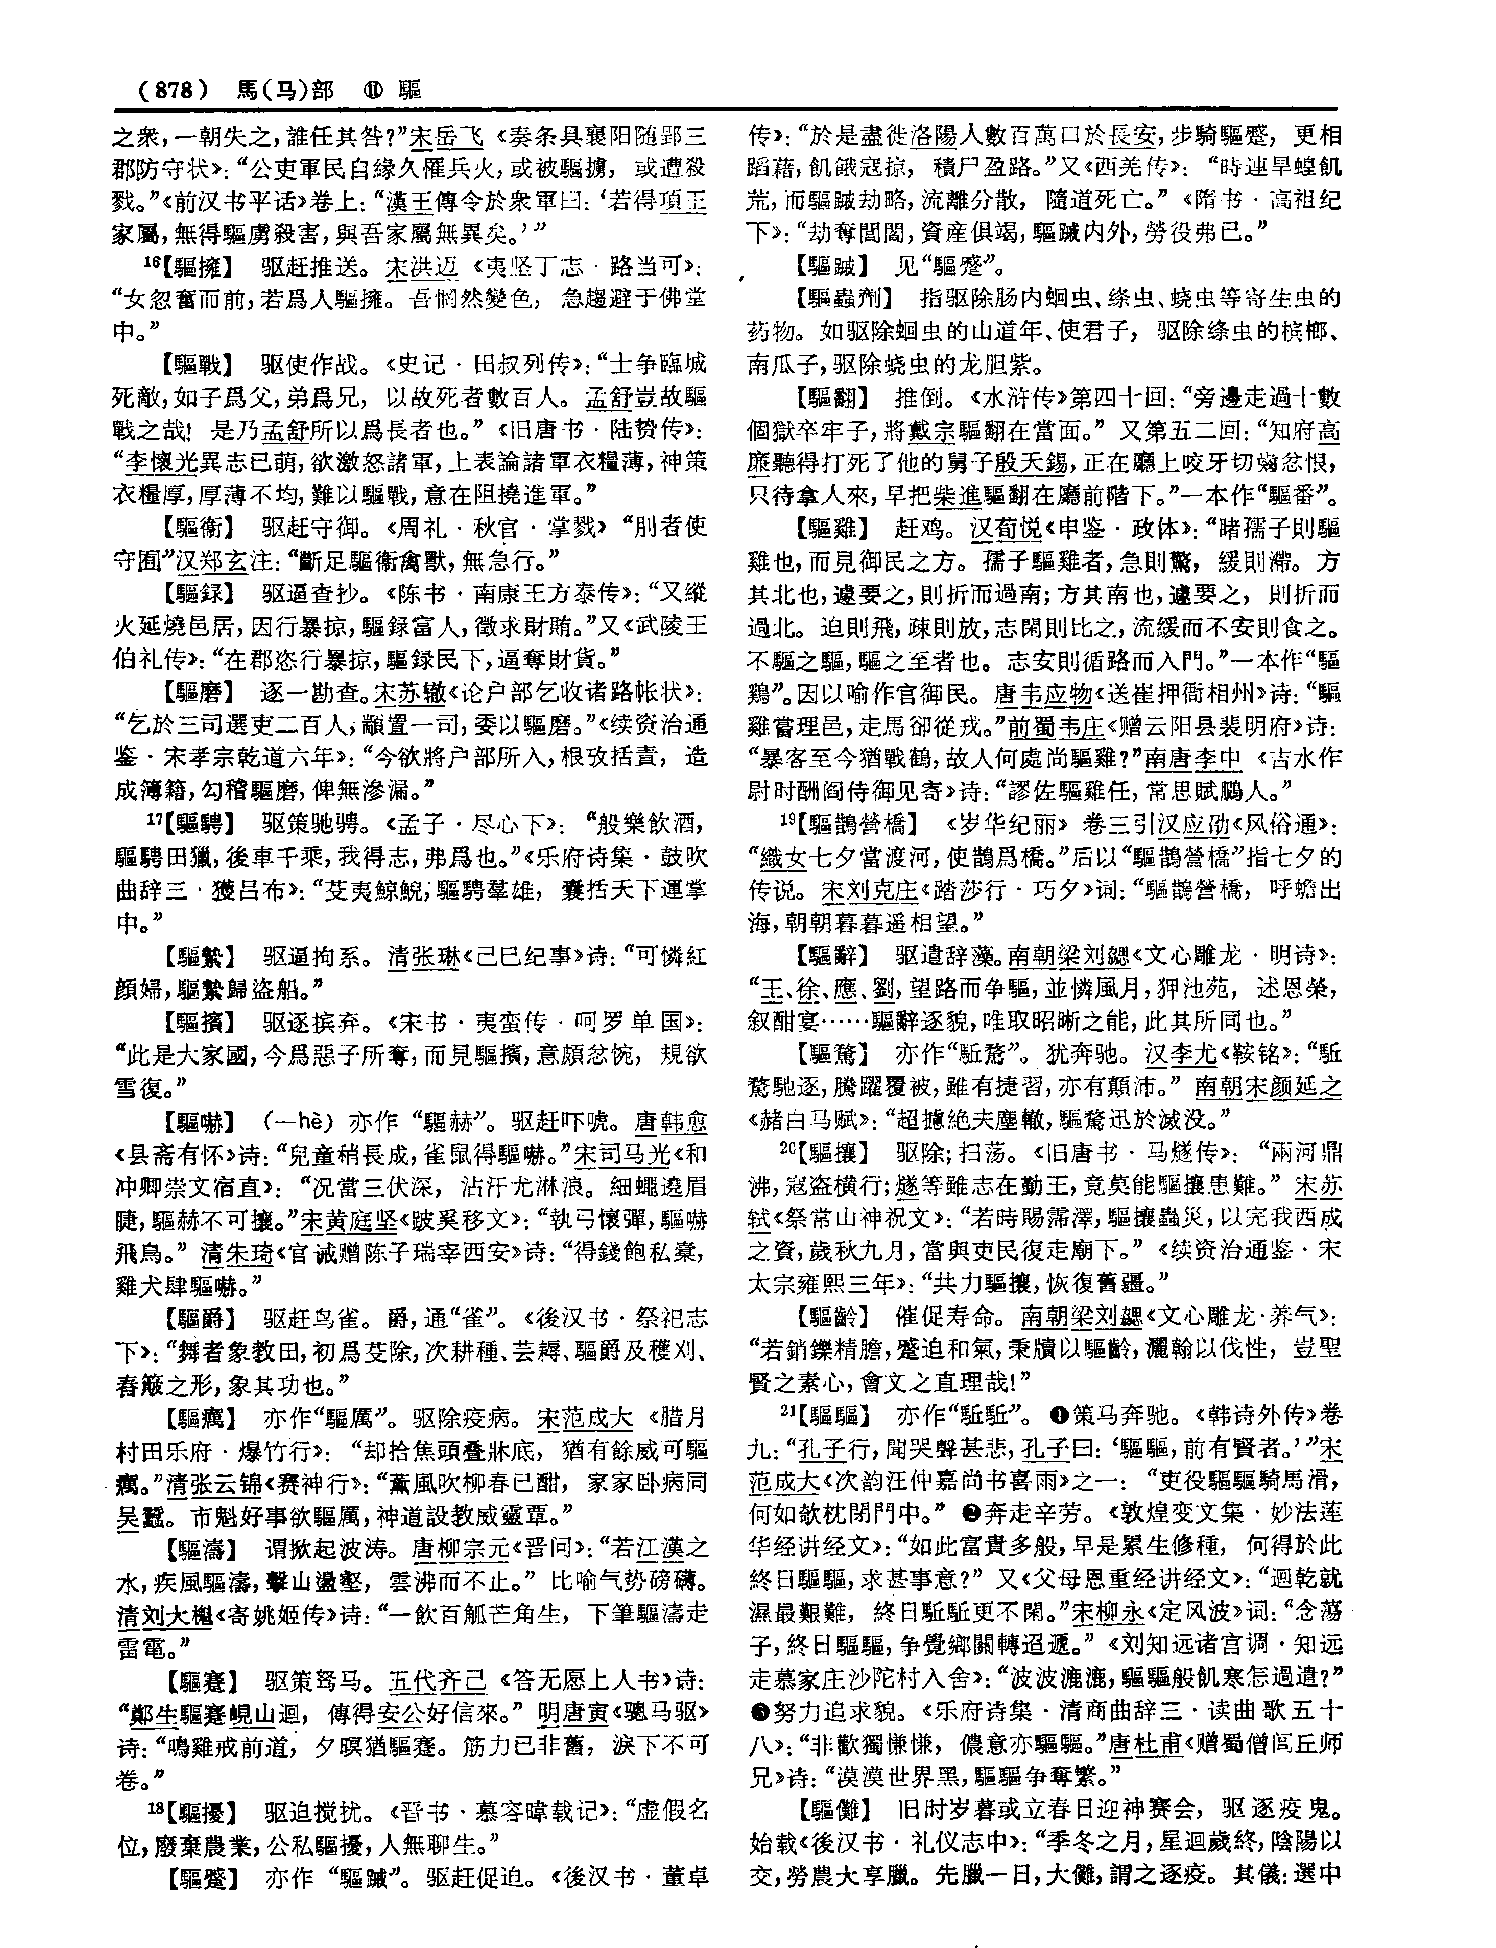 (878) 馬(马)部 ⑪ 驅
之衆，一朝失之，誰任其咎?”宋岳飞《奏条具襄阳随郢三
郡防守状》：“公吏軍民自緣久罹兵火，或被驅擄，或遭殺
戮。”《前汉书平话》卷上：“漢王傳令於衆軍曰：‘若得項王
家屬，無得驅虜殺害，與吾家屬無異矣。’”
16【驅擁】 驱赶推送。宋洪迈《夷坚丁志·路当可》：
“女忽奮而前，若爲人驅擁。吾惘然變色，急趨避于佛堂
中。”
【驅戰】 驱使作战。《史记·田叔列传》：“士争臨城
死敵，如子爲父，弟爲兄，以故死者數百人。孟舒豈故驅
戰之哉! 是乃孟舒所以爲長者也。”《旧唐书·陆贽传》：
“李懷光異志已萌，欲激怒諸軍，上表論諸軍衣糧薄，神策
衣糧厚，厚薄不均，難以驅戰，意在阻撓進軍。”
【驅衛】 驱赶守御。《周礼·秋官·掌戮》“刖者使
守囿”汉郑玄注：“斷足驅衛禽獸，無急行。”
【驅録】 驱逼查抄。《陈书·南康王方泰传》：“又縱
火延燒邑居，因行暴掠，驅録富人，徵求財賄。”又《武陵王
伯礼传》：“在郡恣行暴掠，驅録民下，逼奪財貨。”
【驅磨】 逐一勘查。宋苏辙《论户部乞收诸路帐状》：
“乞於三司選吏二百人，顓置一司，委以驅磨。”《续资治通
鉴·宋孝宗乾道六年》：“今欲將户部所入，根攷括責，造
成簿籍，勾稽驅磨，俾無滲漏。”
17【驅騁】 驱策驰骋。《孟子·尽心下》：“般樂飲酒，
驅騁田獵，後車千乘，我得志，弗爲也。”《乐府诗集·鼓吹
曲辞三·獲吕布》：“芟夷鯨鯢，驅騁羣雄，囊括天下運掌
中。”
【驅縶】 驱逼拘系。清张琳《己巳纪事》诗：“可憐紅
顔婦，驅縶歸盜船。”
【驅擯】 驱逐摈弃。《宋书·夷蛮传·呵罗单国》：
“此是大家國，今爲惡子所奪，而見驅擯，意頗忿惋，規欲
雪復。”
【驅嚇】 (—hè) 亦作“驅赫”。驱赶吓唬。唐韩愈
《县斋有怀》诗：“兒童稍長成，雀鼠得驅嚇。”宋司马光《和
冲卿崇文宿直》：“况當三伏深，沾汗尤淋浪。細蠅遶眉
睫，驅赫不可攘。”宋黄庭坚《跛奚移文》：“執弓懷彈，驅嚇
飛鳥。” 清朱琦《官诫赠陈子瑞宰西安》诗：“得錢飽私橐，
雞犬肆驅嚇。”
【驅爵】 驱赶鸟雀。爵，通“雀”。《後汉书·祭祀志
下》：“舞者象教田，初爲芟除，次耕種、芸耨、驅爵及穫刈、
舂簸之形，象其功也。”
【驅癘】 亦作“驅厲”。驱除疫病。宋范成大《腊月
村田乐府·爆竹行》：“却拾焦頭叠牀底，猶有餘威可驅
癘。”清张云锦《赛神行》：“薰風吹柳春已酣，家家卧病同
吴蠶。市魁好事欲驅厲，神道設教威靈覃。”
【驅濤】 谓掀起波涛。唐柳宗元《晋问》：“若江漢之
水，疾風驅濤，擊山盪壑，雲沸而不止。” 比喻气势磅礴。
清刘大櫆《寄姚姬传》诗：“一飲百觚芒角生，下筆驅濤走
雷電。”
【驅蹇】 驱策驽马。五代齐己《答无愿上人书》诗：
“鄭生驅蹇峴山迴，傳得安公好信來。” 明唐寅《骢马驱》
诗：“鳴雞戒前道，夕暝猶驅蹇。筋力已非舊，淚下不可
卷。”
18【驅擾】 驱迫搅扰。《晋书·慕容暐载记》：“虚假名
位，廢棄農業，公私驅擾，人無聊生。”
【驅蹙】 亦作“驅蹴”。驱赶促迫。《後汉书·董卓
传》：“於是盡徙洛陽人數百萬口於長安，步騎驅蹙，更相
蹈藉，飢餓寇掠，積尸盈路。”又《西羌传》：“時連旱蝗飢
荒，而驅蹴劫略，流離分散，隨道死亡。”《隋书·高祖纪
下》：“劫奪閭閻，資産俱竭，驅蹴内外，勞役弗已。”
【驅蹴】 见“驅蹙”。
【驅蟲劑】 指驱除肠内蛔虫、绦虫、蛲虫等寄生虫的
药物。如驱除蛔虫的山道年、使君子，驱除绦虫的槟榔、
南瓜子，驱除蛲虫的龙胆紫。
【驅翻】 推倒。《水浒传》第四十回：“旁邊走過十數
個獄卒牢子，將戴宗驅翻在當面。” 又第五二回：“知府高
廉聽得打死了他的舅子殷天錫，正在廳上咬牙切齒忿恨，
只待拿人來，早把柴進驅翻在廳前階下。”一本作“驅番”。
【驅雞】 赶鸡。汉荀悦《申鉴·政体》：“睹孺子則驅
雞也，而見御民之方。孺子驅雞者，急則驚，緩則滯。方
其北也，遽要之，則折而過南；方其南也，遽要之，則折而
過北。迫則飛，疎則放，志閑則比之，流緩而不安則食之。
不驅之驅，驅之至者也。志安則循路而入門。”一本作“驅
鷄”。因以喻作官御民。唐韦应物《送崔押衙相州》诗：“驅
雞嘗理邑，走馬卻從戎。”前蜀韦庄《赠云阳县裴明府》诗：
“暴客至今猶戰鶴，故人何處尚驅雞?”南唐李中《吉水作
尉时酬阎侍御见寄》诗：“謬佐驅雞任，常思賦鵩人。”
19【驅鵲營橋】 《岁华纪丽》卷三引汉应劭《风俗通》：
“織女七夕當渡河，使鵲爲橋。”后以“驅鵲營橋”指七夕的
传说。宋刘克庄《踏莎行·巧夕》词：“驅鵲營橋，呼蟾出
海，朝朝暮暮遥相望。”
【驅辭】 驱遣辞藻。南朝梁刘勰《文心雕龙·明诗》：
“王、徐、應、劉，望路而争驅，並憐風月，狎池苑，述恩榮，
叙酣宴……驅辭逐貌，唯取昭晰之能，此其所同也。”
【驅騖】 亦作“駈騖”。犹奔驰。汉李尤《鞍铭》：“駈
騖馳逐，騰躍覆被，雖有捷習，亦有顛沛。” 南朝宋颜延之
《赭白马赋》：“超攄絶夫塵轍，驅騖迅於滅没。”
20【驅攘】 驱除；扫荡。《旧唐书·马燧传》：“兩河鼎
沸，寇盗横行；燧等雖志在勤王，竟莫能驅攘患難。” 宋苏
轼《祭常山神祝文》：“若時賜霈澤，驅攘蟲災，以完我西成
之資，歲秋九月，當與吏民復走廟下。”《续资治通鉴·宋
太宗雍熙三年》：“共力驅攘，恢復舊疆。”
【驅齡】 催促寿命。南朝梁刘勰《文心雕龙·养气》：
“若銷鑠精膽，蹙迫和氣，秉牘以驅齡，灑翰以伐性，豈聖
賢之素心，會文之直理哉!”
21【驅驅】 亦作“駈駈”。❶策马奔驰。《韩诗外传》卷
九：“孔子行，聞哭聲甚悲，孔子曰：‘驅驅，前有賢者。’”宋
范成大《次韵汪仲嘉尚书喜雨》之一：“吏役驅驅騎馬滑，
何如欹枕閉門中。” ❷奔走辛劳。《敦煌变文集·妙法莲
华经讲经文》：“如此富貴多般，早是累生修種，何得於此
終日驅驅，求甚事意?” 又《父母恩重经讲经文》：“迴乾就
濕最艱難，終日駈駈更不閑。”宋柳永《定风波》词：“念蕩
子，終日驅驅，争覺鄉關轉迢遞。”《刘知远诸宫调·知远
走慕家庄沙陀村入舍》：“波波漉漉，驅驅般飢寒怎過遣?”
❸努力追求貌。《乐府诗集·清商曲辞三·读曲歌五十
八》：“非歡獨慊慊，儂意亦驅驅。”唐杜甫《赠蜀僧闾丘师
兄》诗：“漠漠世界黑，驅驅争奪繁。”
【驅儺】 旧时岁暮或立春日迎神赛会，驱逐疫鬼。
始载《後汉书·礼仪志中》：“季冬之月，星迴歲終，陰陽以
交，勞農大享臘。先臘一日，大儺，謂之逐疫。其儀：選中